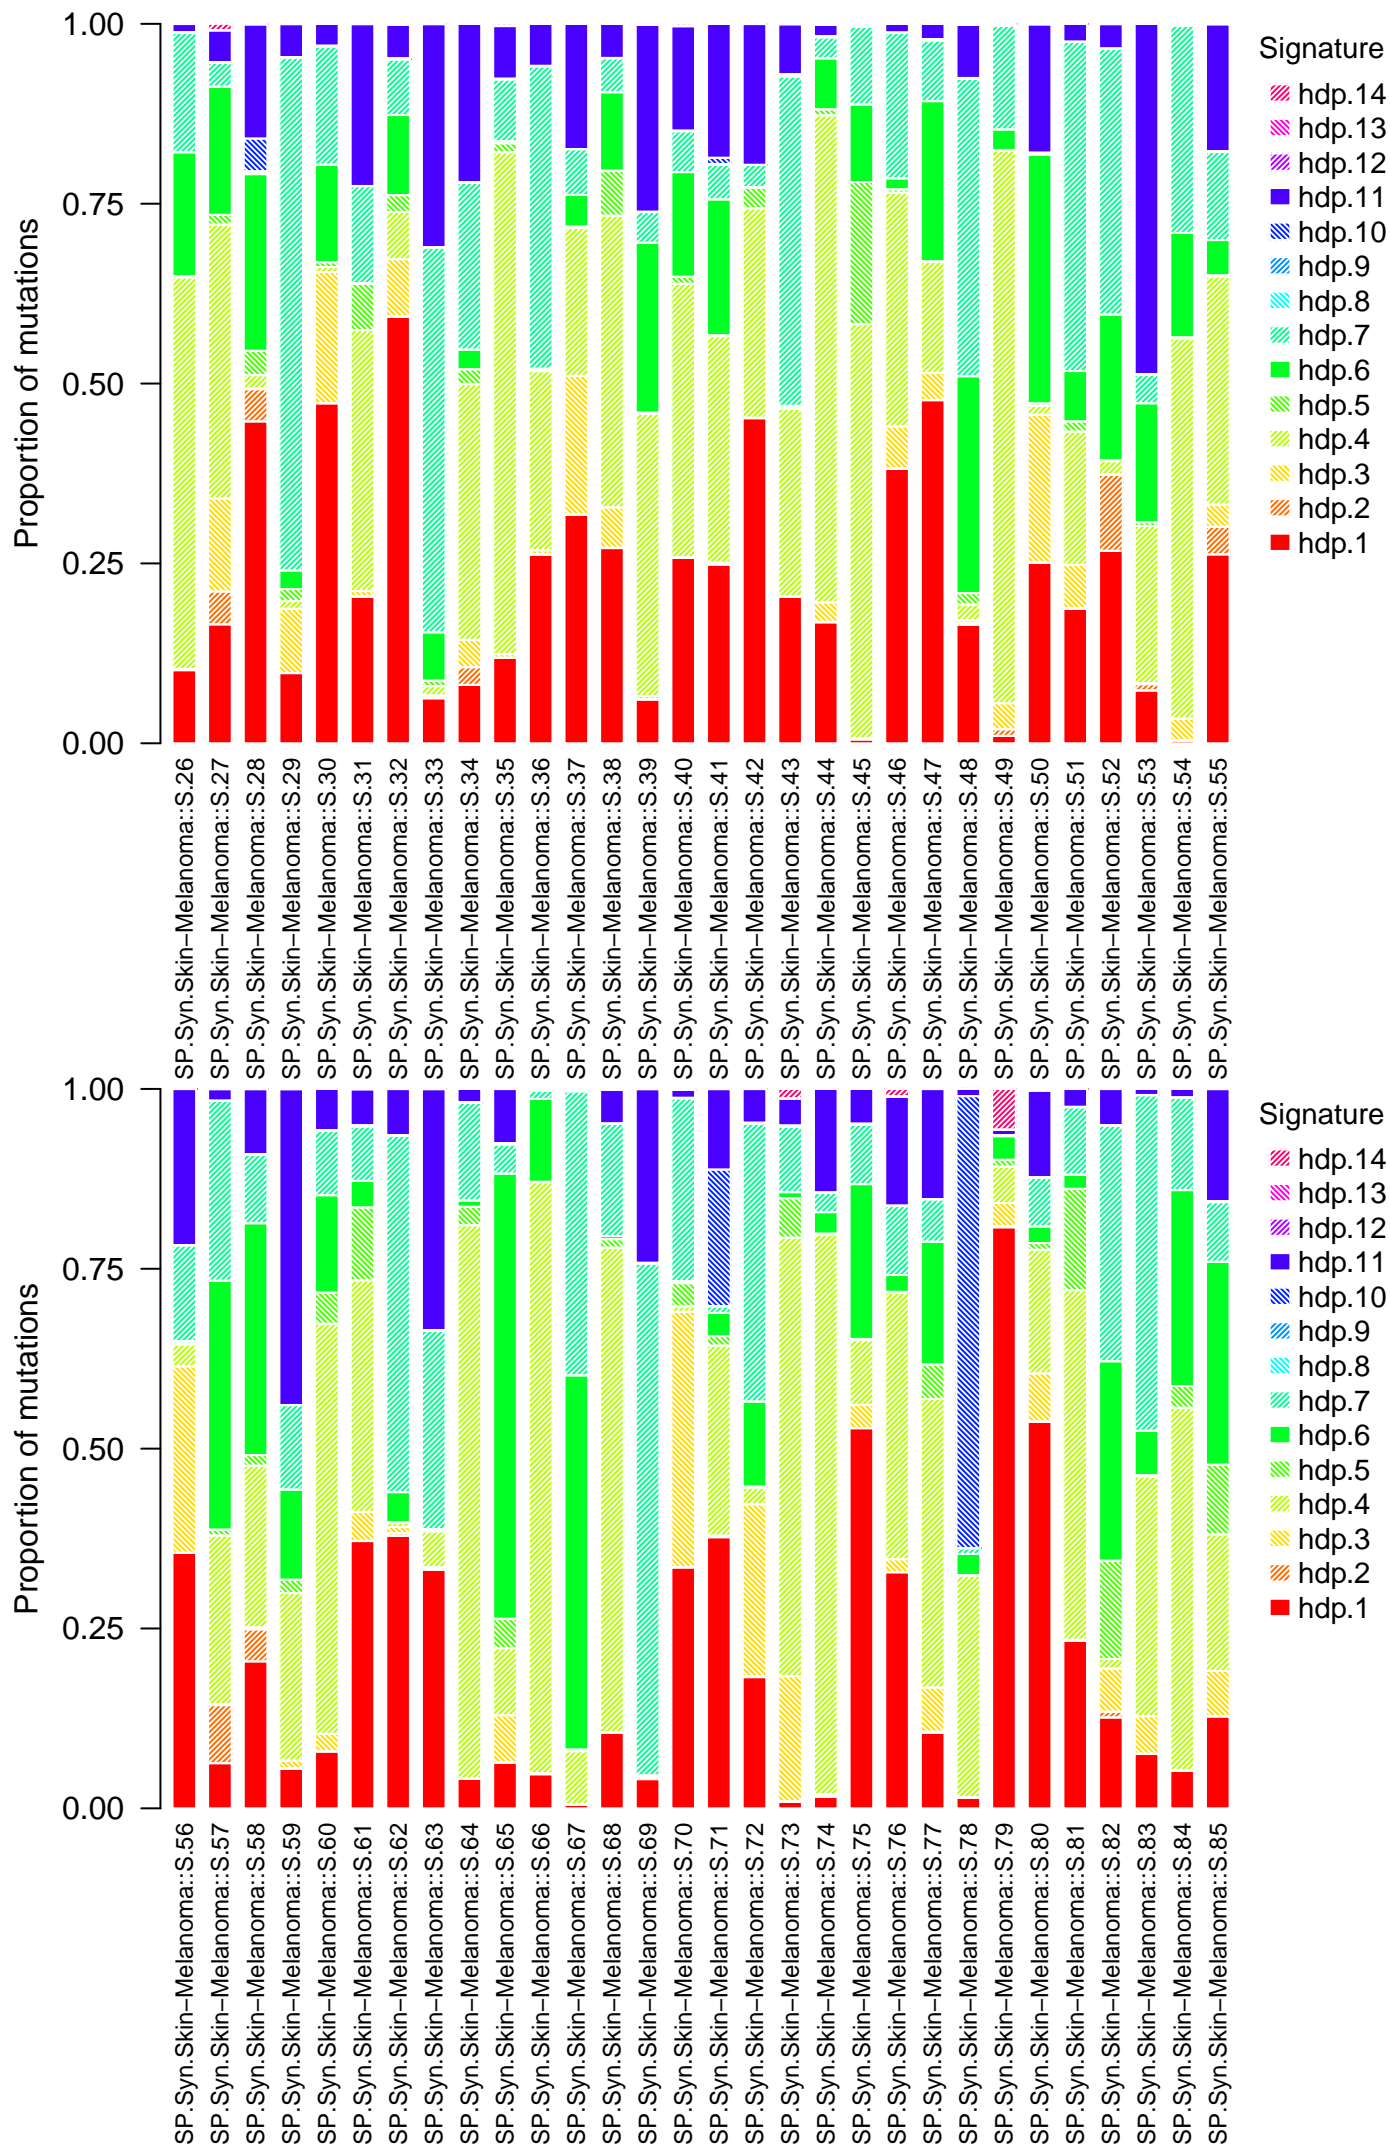 Proportion of mutations
1.00
0.75
0.50
0.25
0.00
SP.Syn.Skin−Melanoma::S.26
SP.Syn.Skin−Melanoma::S.27
SP.Syn.Skin−Melanoma::S.28
SP.Syn.Skin−Melanoma::S.29
SP.Syn.Skin−Melanoma::S.30
SP.Syn.Skin−Melanoma::S.31
SP.Syn.Skin−Melanoma::S.32
SP.Syn.Skin−Melanoma::S.33
SP.Syn.Skin−Melanoma::S.34
SP.Syn.Skin−Melanoma::S.35
SP.Syn.Skin−Melanoma::S.36
SP.Syn.Skin−Melanoma::S.37
SP.Syn.Skin−Melanoma::S.38
SP.Syn.Skin−Melanoma::S.39
SP.Syn.Skin−Melanoma::S.40
SP.Syn.Skin−Melanoma::S.41
SP.Syn.Skin−Melanoma::S.42
SP.Syn.Skin−Melanoma::S.43
SP.Syn.Skin−Melanoma::S.44
SP.Syn.Skin−Melanoma::S.45
SP.Syn.Skin−Melanoma::S.46
SP.Syn.Skin−Melanoma::S.47
SP.Syn.Skin−Melanoma::S.48
SP.Syn.Skin−Melanoma::S.49
SP.Syn.Skin−Melanoma::S.50
SP.Syn.Skin−Melanoma::S.51
SP.Syn.Skin−Melanoma::S.52
SP.Syn.Skin−Melanoma::S.53
SP.Syn.Skin−Melanoma::S.54
SP.Syn.Skin−Melanoma::S.55
Signature
hdp.14
hdp.13
hdp.12
hdp.11
hdp.10
hdp.9
hdp.8
hdp.7
hdp.6
hdp.5
hdp.4
hdp.3
hdp.2
hdp.1
Proportion of mutations
1.00
0.75
0.50
0.25
0.00
SP.Syn.Skin−Melanoma::S.56
SP.Syn.Skin−Melanoma::S.57
SP.Syn.Skin−Melanoma::S.58
SP.Syn.Skin−Melanoma::S.59
SP.Syn.Skin−Melanoma::S.60
SP.Syn.Skin−Melanoma::S.61
SP.Syn.Skin−Melanoma::S.62
SP.Syn.Skin−Melanoma::S.63
SP.Syn.Skin−Melanoma::S.64
SP.Syn.Skin−Melanoma::S.65
SP.Syn.Skin−Melanoma::S.66
SP.Syn.Skin−Melanoma::S.67
SP.Syn.Skin−Melanoma::S.68
SP.Syn.Skin−Melanoma::S.69
SP.Syn.Skin−Melanoma::S.70
SP.Syn.Skin−Melanoma::S.71
SP.Syn.Skin−Melanoma::S.72
SP.Syn.Skin−Melanoma::S.73
SP.Syn.Skin−Melanoma::S.74
SP.Syn.Skin−Melanoma::S.75
SP.Syn.Skin−Melanoma::S.76
SP.Syn.Skin−Melanoma::S.77
SP.Syn.Skin−Melanoma::S.78
SP.Syn.Skin−Melanoma::S.79
SP.Syn.Skin−Melanoma::S.80
SP.Syn.Skin−Melanoma::S.81
SP.Syn.Skin−Melanoma::S.82
SP.Syn.Skin−Melanoma::S.83
SP.Syn.Skin−Melanoma::S.84
SP.Syn.Skin−Melanoma::S.85
Signature
hdp.14
hdp.13
hdp.12
hdp.11
hdp.10
hdp.9
hdp.8
hdp.7
hdp.6
hdp.5
hdp.4
hdp.3
hdp.2
hdp.1